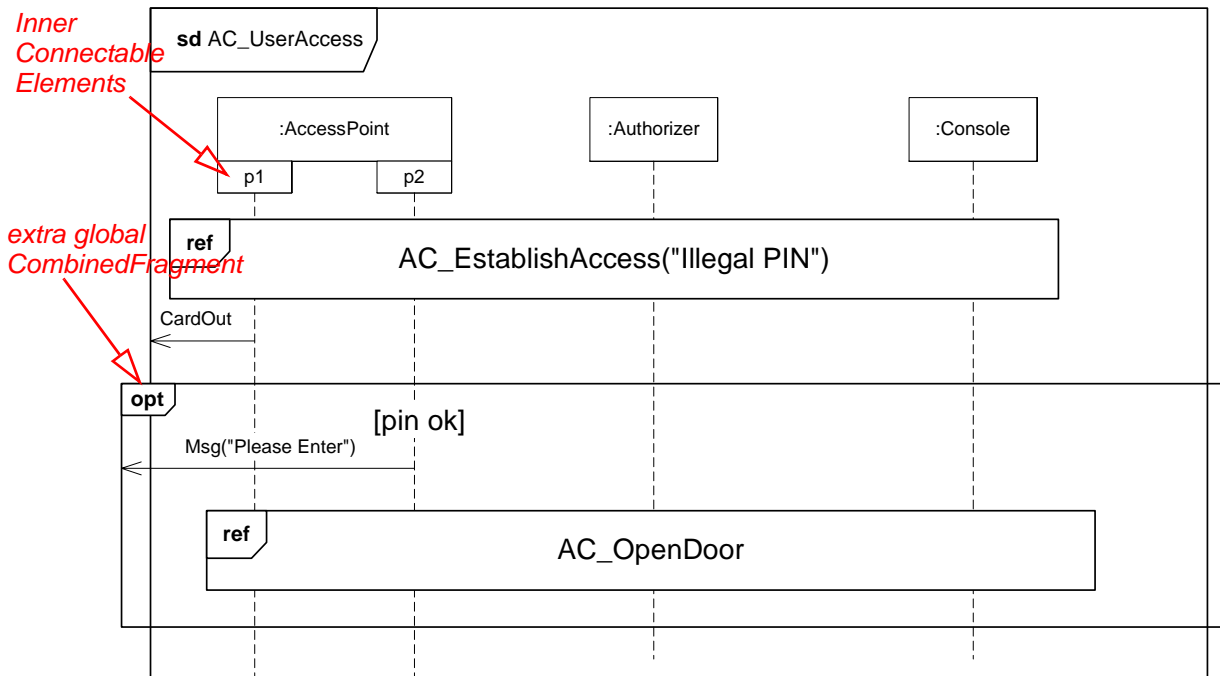 Inner
Connectable
Elements
sd AC_UserAccess
:AccessPoint
:Authorizer
:Console
p1
p2
extra global
CombinedFragment
ref
AC_EstablishAccess("Illegal PIN")
CardOut
opt
[pin ok]
Msg("Please Enter")
ref
AC_OpenDoor